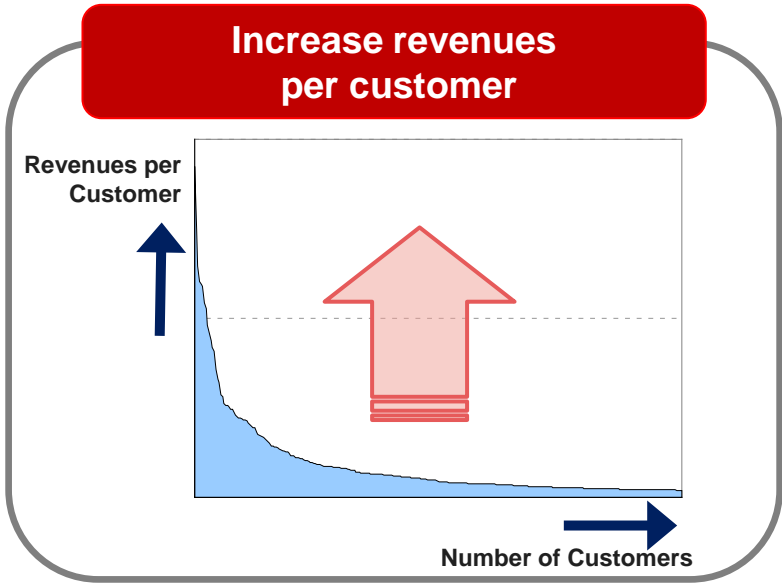 Increase revenues
per customer
Revenues per
Customer
Number of Customers